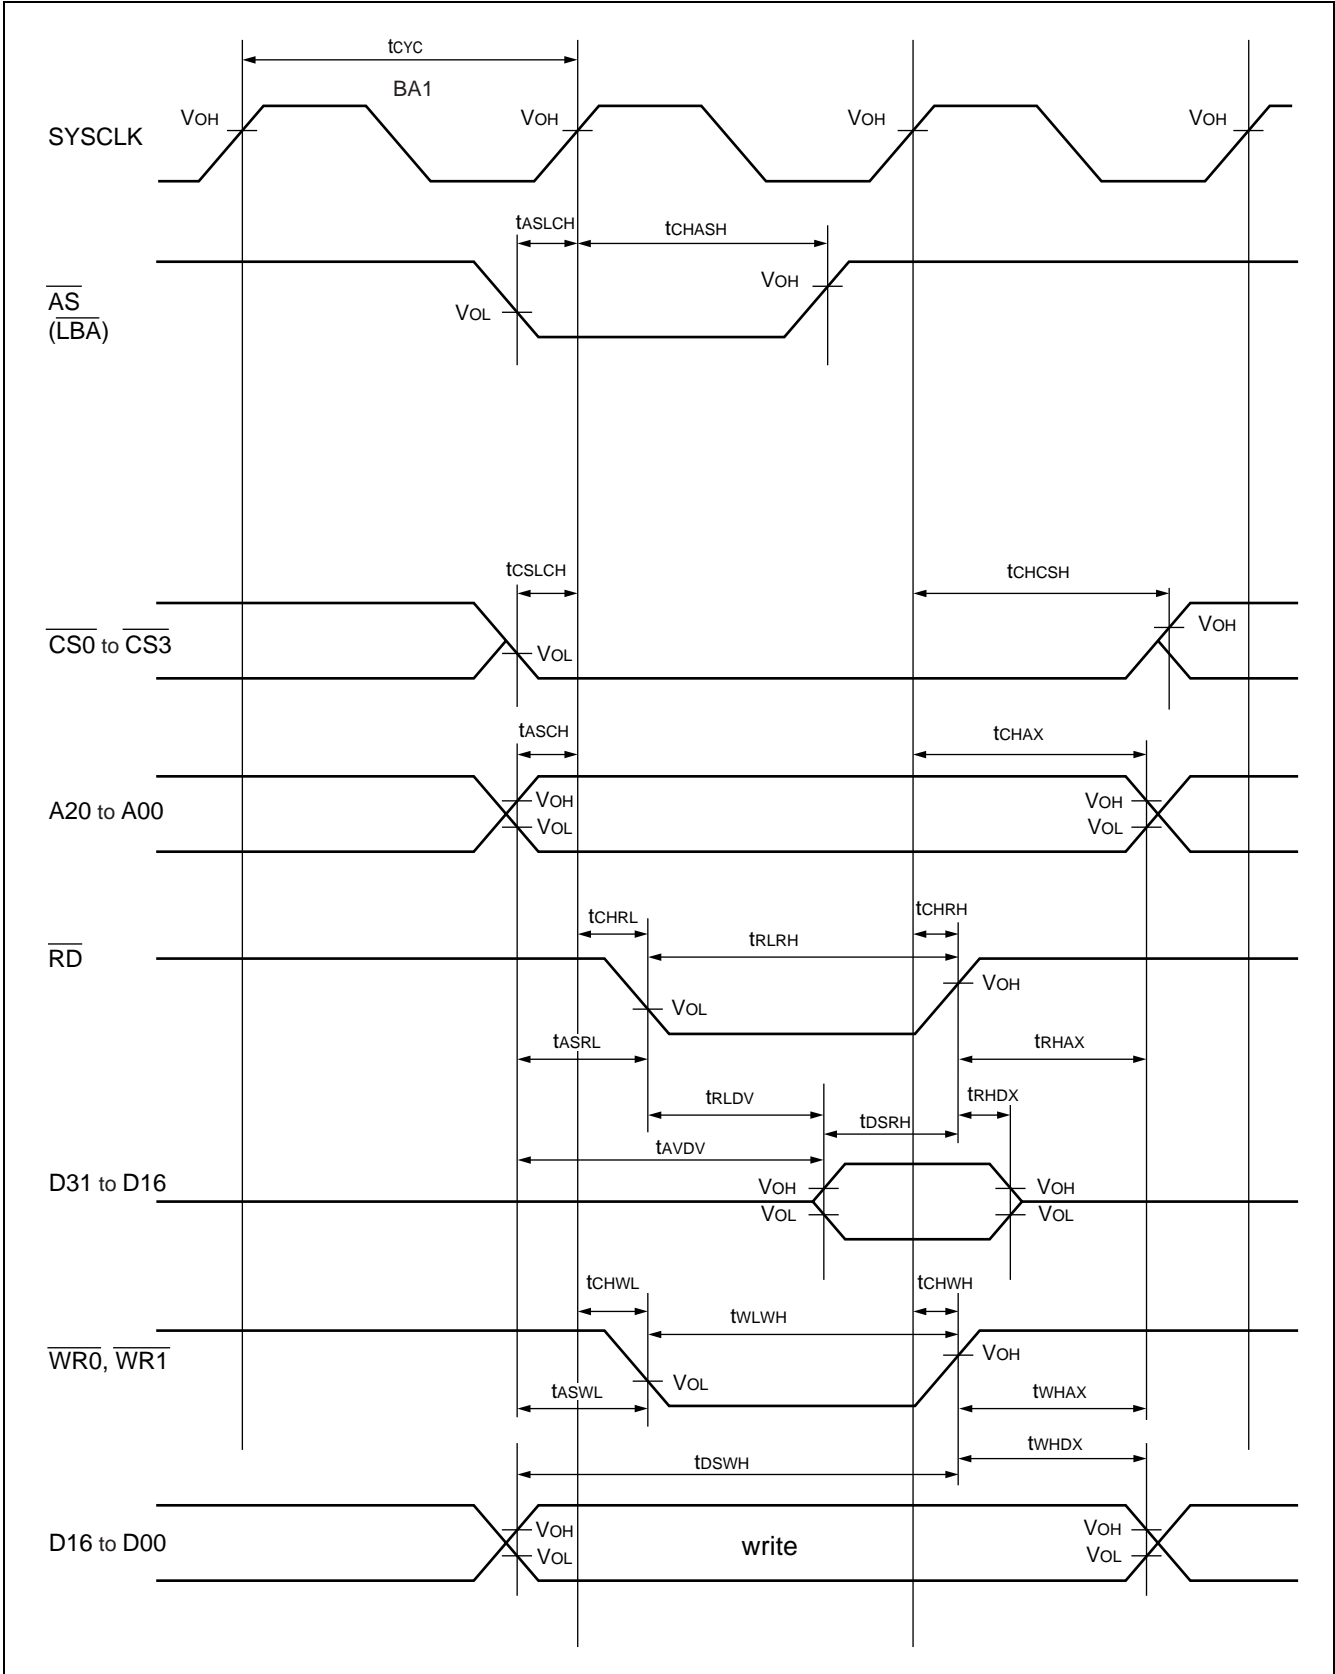 tCYC
BA1
VOH VOH VOH VOH
SYSCLK
tASLCH tCHASH
VOH
AS
(LBA)
VOL
tCSLCH tCHCSH
VOH
CS0 to CS3
VOL
tASCH tCHAX
VOH VOH
A20 to A00
VOL VOL
tCHRL tCHRH
tRLRH
RD
VOH
VOL
tASRL tRHAX
tRLDV tRHDX
tDSRH
tAVDV
D31 to D16
VOH VOH
VOL VOL
tCHWL tCHWH
tWLWH
WR0, WR1
VOH
VOL
tASWL tWHAX
tWHDX
tDSWH
VOH VOH
D16 to D00 write
VOL VOL